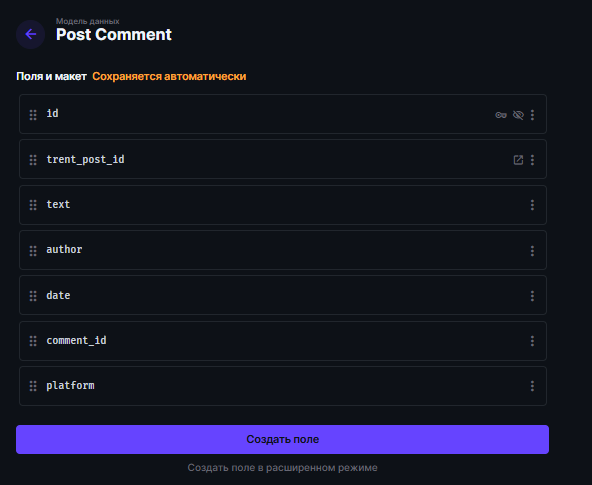 Модель данных
Post Comment
Поля и макет Сохраняется автоматически
id
trent_post_id
text
author
date
comment_id
platform
Создать поле
Создать поле в расширенном режиме